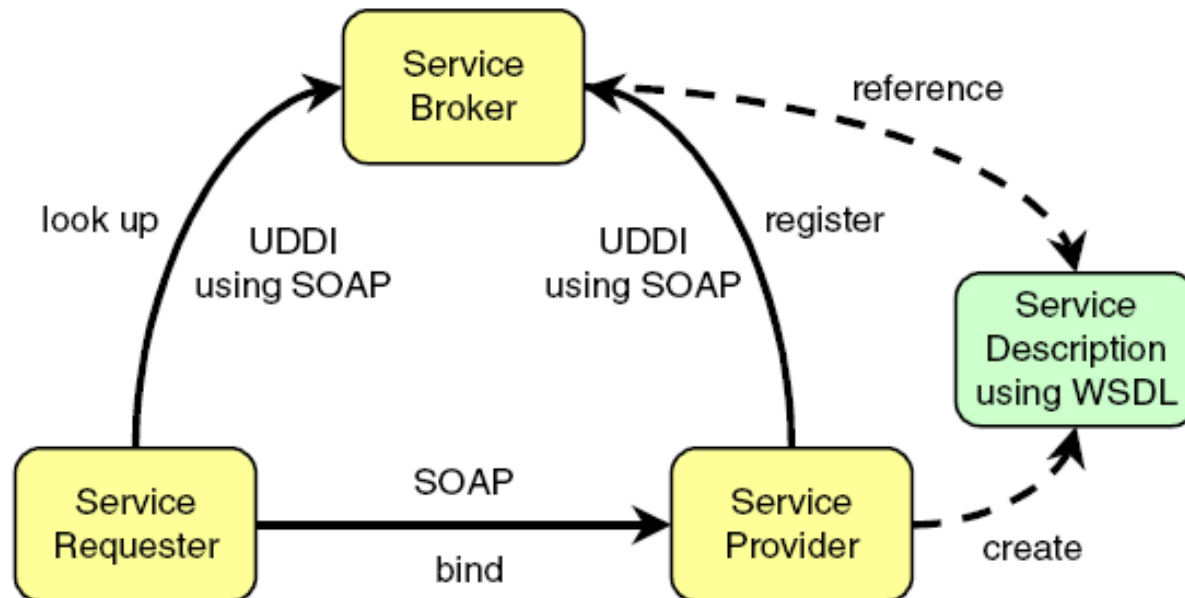 Service
Broker
reference
look up
UDDI
using SOAP
UDDI
using SOAP
register
Service
Description
using WSDL
Service
Requester
SOAP
bind
Service
Provider
create